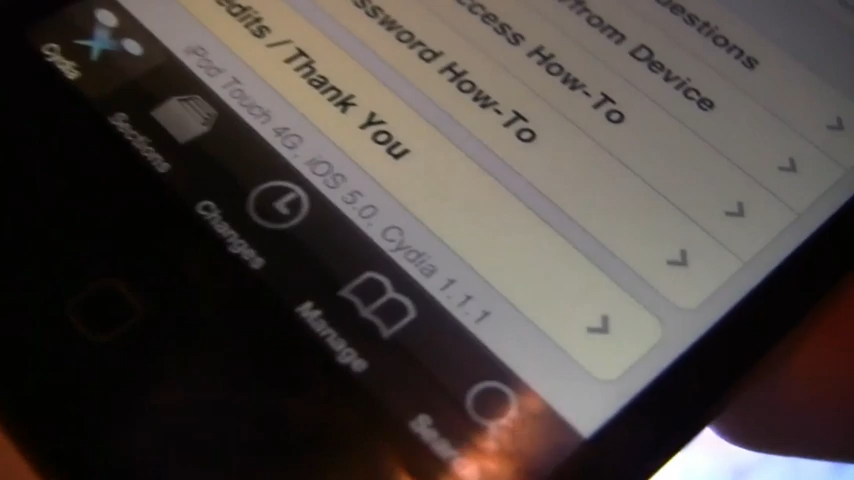 uestions
/from Device
ccess How-To
ssword How-To
edits / Thank You
iPod Touch 4G, iOS 5.0, Cydia 1.1.1
Cydia
Sections
Changes
Manage
Sear